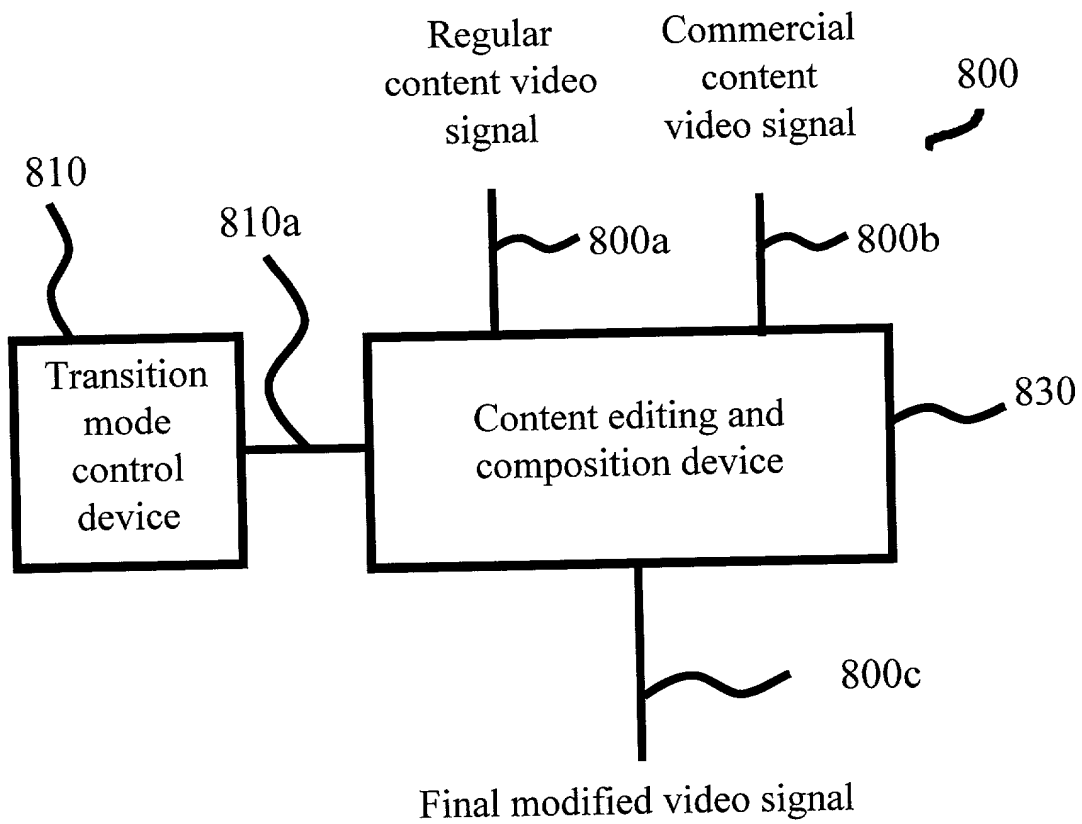 Regular
content video
signal
Commercial
content
video signal
800
810
810a
800a
800b
Transition
mode
control
device
Content editing and
composition device
830
800c
Final modified video signal